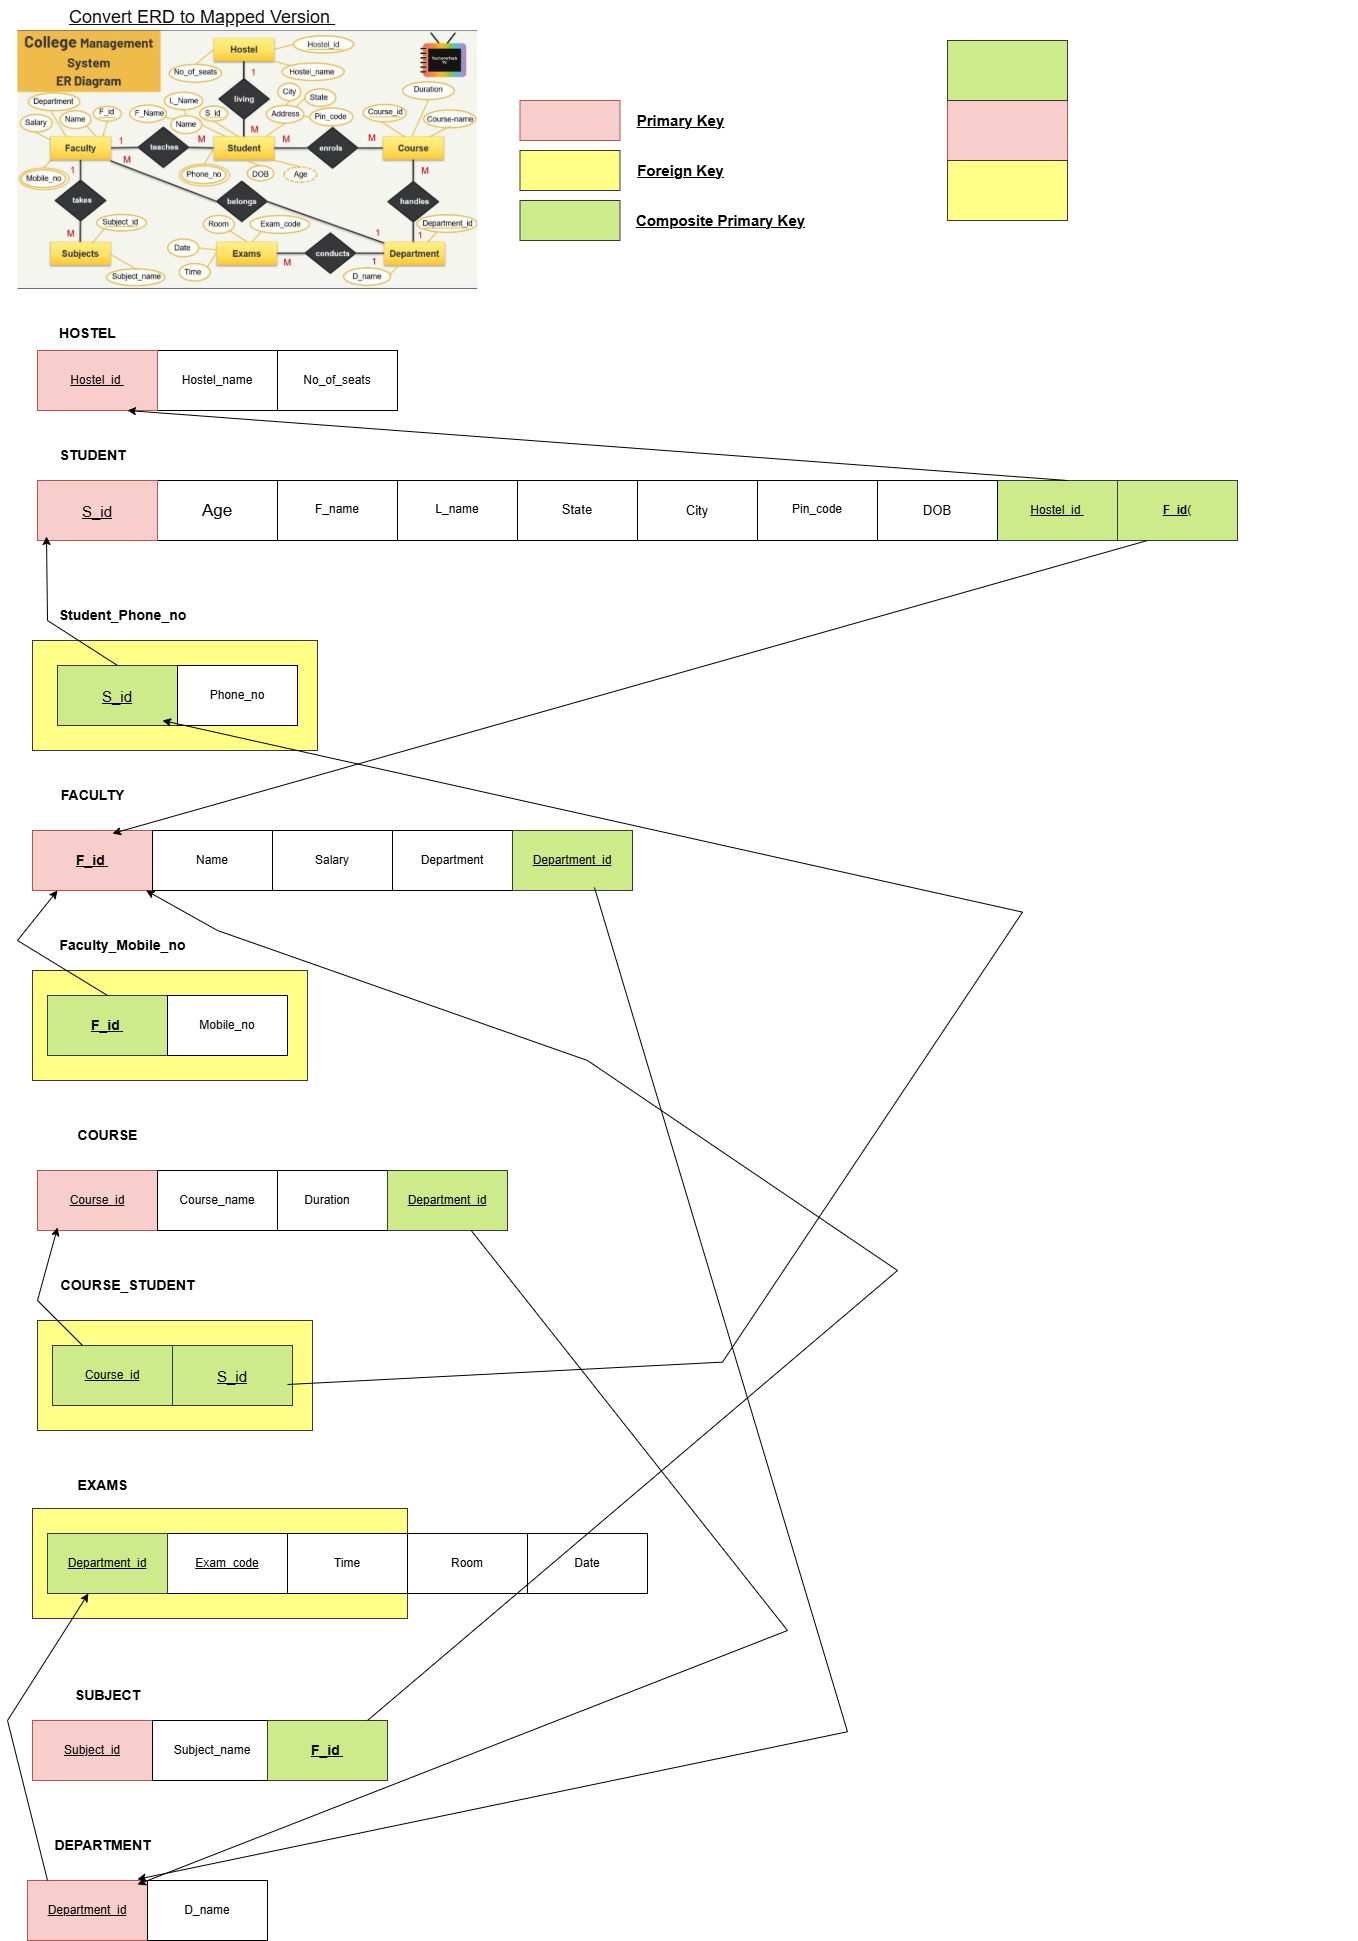 Convert ERD to Mapped Version
College Management
System
ER Diagram
Hostel
Hostel_id
No_of_seats
Hostel_name
1
living
M
Department
Salary
Name
F_id
F_Name
L_Name
Name
S_id
City
State
Address
Pin_code
Duration
Course_id
Course-name
Faculty
1
teaches
M
Student
M
enrols
M
Course
M
1
Mobile_no
Phone_no
DOB
Age
M
takes
belongs
handles
Subject_id
Room
Exam_code
Department_id
M
Date
1
1
Subjects
Exams
M
conducts
1
Department
Subject_name
Time
D_name
Primary Key
Foreign Key
Composite Primary Key
HOSTEL
Hostel_id Hostel_name No_of_seats
STUDENT
S_id Age F_name L_name State City Pin_code DOB Hostel_id F_id(
Student_Phone_no
S_id Phone_no
FACULTY
F_id Name Salary Department Department_id
Faculty_Mobile_no
F_id Mobile_no
COURSE
Course_id Course_name Duration Department_id
COURSE_STUDENT
Course_id S_id
EXAMS
Department_id Exam_code Time Room Date
SUBJECT
Subject_id Subject_name F_id
DEPARTMENT
Department_id D_name